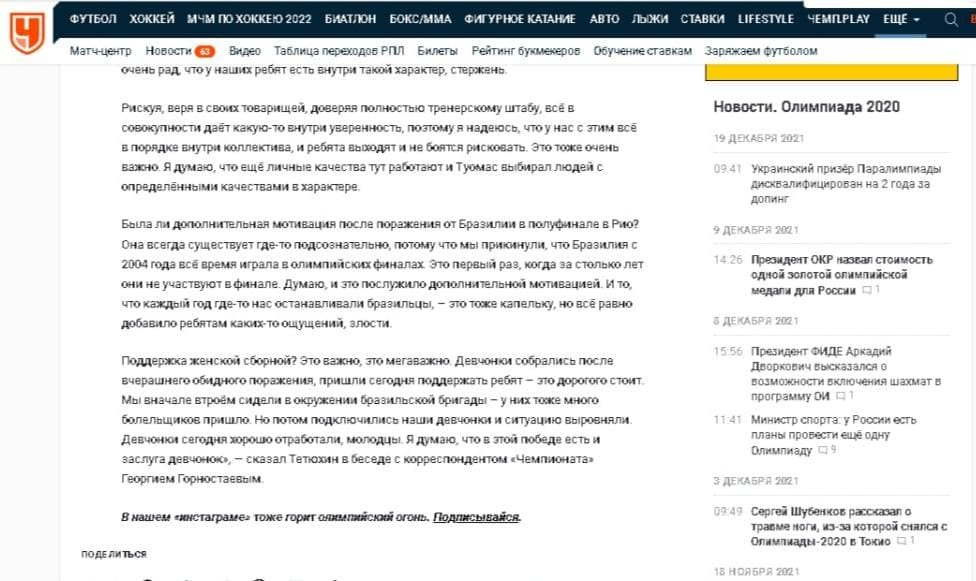 Ч
ФУТБОЛ ХОККЕЙ МЧМ ПО ХОККЕЮ 2022 БИАТЛОН БОКС/ММА ФИГУРНОЕ КАТАНИЕ АВТО ЛЫЖИ СТАВКИ LIFESTYLE ЧЕМП.PLAY ЕЩЁ
Матч-центр Новости 63 Видео Таблица переходов РПЛ Билеты Рейтинг букмекеров Обучение ставкам Заряжаем футболом
очень рад, что у наших ребят есть внутри такой характер, стержень.
Рискуя, веря в своих товарищей, доверяя полностью тренерскому штабу, всё в
совокупности даёт какую-то внутри уверенность, поэтому я надеюсь, что у нас с этим всё
в порядке внутри коллектива, и ребята выходят и не боятся рисковать. Это тоже очень
важно. Я думаю, что ещё личные качества тут работают и Туомас выбирал людей с
определёнными качествами в характере.
Была ли дополнительная мотивация после поражения от Бразилии в полуфинале в Рио?
Она всегда существует где-то подсознательно, потому что мы прикинули, что Бразилия с
2004 года всё время играла в олимпийских финалах. Это первый раз, когда за столько лет
они не участвуют в финале. Думаю, и это послужило дополнительной мотивацией. И то,
что каждый год где-то нас останавливали бразильцы, – это тоже капельку, но всё равно
добавило ребятам каких-то ощущений, злости.
Поддержка женской сборной? Это важно, это мегаважно. Девчонки собрались после
вчерашнего обидного поражения, пришли сегодня поддержать ребят – это дорогого стоит.
Мы вначале втроём сидели в окружении бразильской бригады – у них тоже много
болельщиков пришло. Но потом подключились наши девчонки и ситуацию выровняли.
Девчонки сегодня хорошо отработали, молодцы. Я думаю, что в этой победе есть и
заслуга девчонок», – сказал Тетюхин в беседе с корреспондентом «Чемпионата»
Георгием Горностаевым.
В нашем «инстаграме» тоже горит олимпийский огонь. Подписывайся.
ПОДЕЛИТЬСЯ
Новости. Олимпиада 2020
19 ДЕКАБРЯ 2021
09:41 Украинский призёр Паралимпиады
дисквалифицирован на 2 года за
допинг
9 ДЕКАБРЯ 2021
14:26 Президент ОКР назвал стоимость
одной золотой олимпийской
медали для России 1
8 ДЕКАБРЯ 2021
15:56 Президент ФИДЕ Аркадий
Дворкович высказался о
возможности включения шахмат в
программу ОИ 1
11:41 Министр спорта: у России есть
планы провести ещё одну
Олимпиаду 9
3 ДЕКАБРЯ 2021
09:49 Сергей Шубенков рассказал о
травме ноги, из-за которой снялся с
Олимпиады-2020 в Токио 1
18 НОЯБРЯ 2021